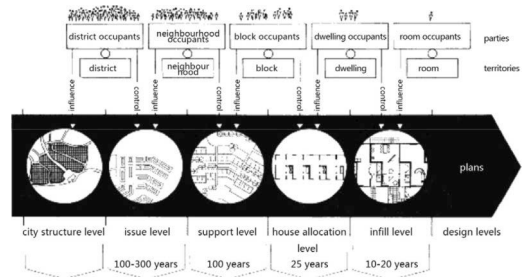 district occupants neighbourhood occupants block occupants dwelling occupants room occupants parties
district neighbour hood block dwelling room territories
influence control influence control influence control influence control influence
plans
city structure level issue level support level house allocation level infill level design levels
100-300 years 100 years 25 years 10-20 years